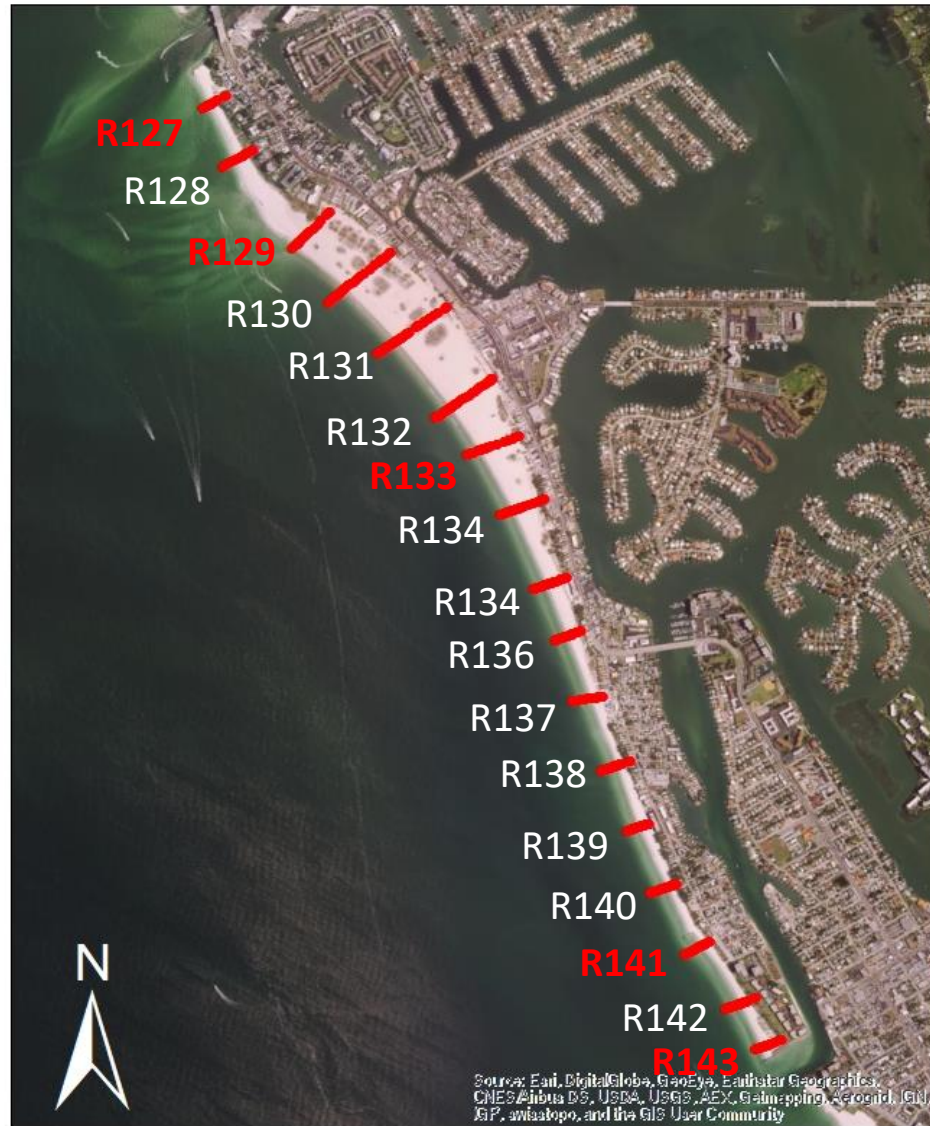 R127
R128
R129
R130
R131
R132
R133
R134
R134
R136
R137
R138
R139
R140
R141
R142
R143
N
Source: Esri, DigitalGlobe, GeoEye, Earthstar Geographics,
CNES/Airbus DS, USDA, USGS, AEX, Getmapping, Aerogrid, IGN,
IGP, swisstopo, and the GIS User Community